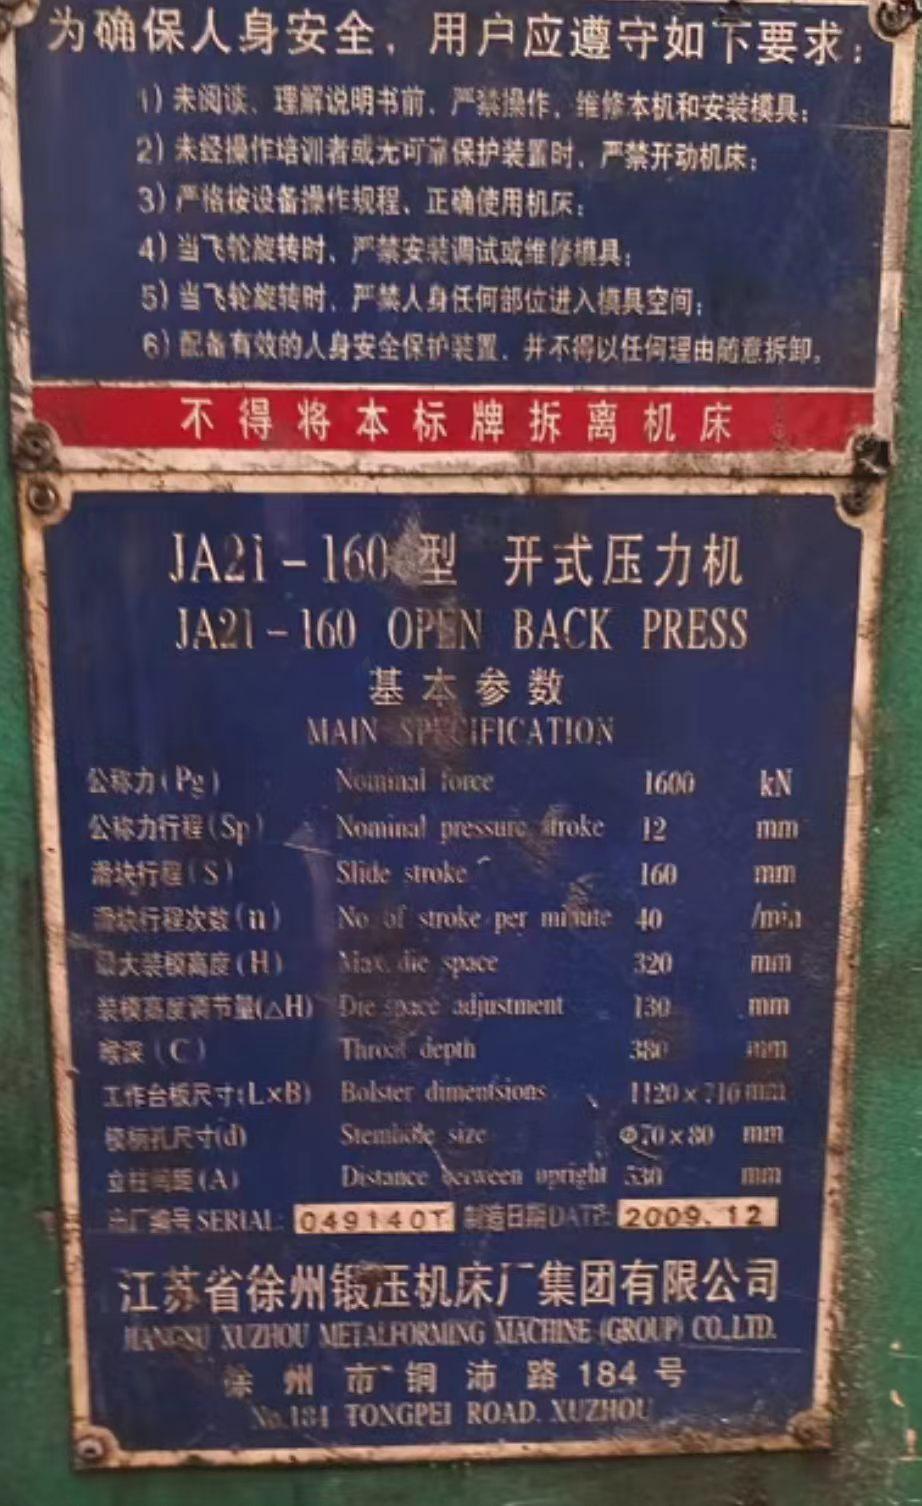 为确保人身安全，用户应遵守如下要求：
1）未阅读、理解说明书前，严禁操作、维修本机和安装模具；
2）未经操作培训者或无可靠保护装置时，严禁开动机床；
3）严格按设备操作规程、正确使用机床；
4）当飞轮旋转时、严禁安装调试或维修模具；
5）当飞轮旋转时，严禁人身任何部位进入模具空间；
6）配备有效的人身安全保护装置，并不得以任何理由随意拆卸。
不得将本标牌拆离机床
JA21-160型 开式压力机
JA21-160 OPEN BACK PRESS
基本参数
MAIN SPECIFICATION
公称力(Pg) Nominal force 1600 kN
公称力行程(Sp) Nominal pressure stroke 12 mm
滑块行程(S) Slide stroke 160 mm
滑块行程次数(n) No of stroke per minute 40 /min
最大装模高度(H) Max. die space 320 mm
装模高度调节量(△H) Die space adjustment 130 mm
喉深(C) Throat depth 380 mm
工作台板尺寸(L×B) Bolster dimentsions 1120×710 mm
模柄孔尺寸(d) Stemhole size Φ70×80 mm
立柱间距(A) Distance between upright 530 mm
出厂编号 SERIAL: 049140T 制造日期DATE: 2009.12
江苏省徐州锻压机床厂集团有限公司
JIANGSU XUZHOU METALFORMING MACHINE (GROUP) CO.,LTD.
徐州市铜沛路184号
No.184 TONGPEI ROAD. XUZHOU